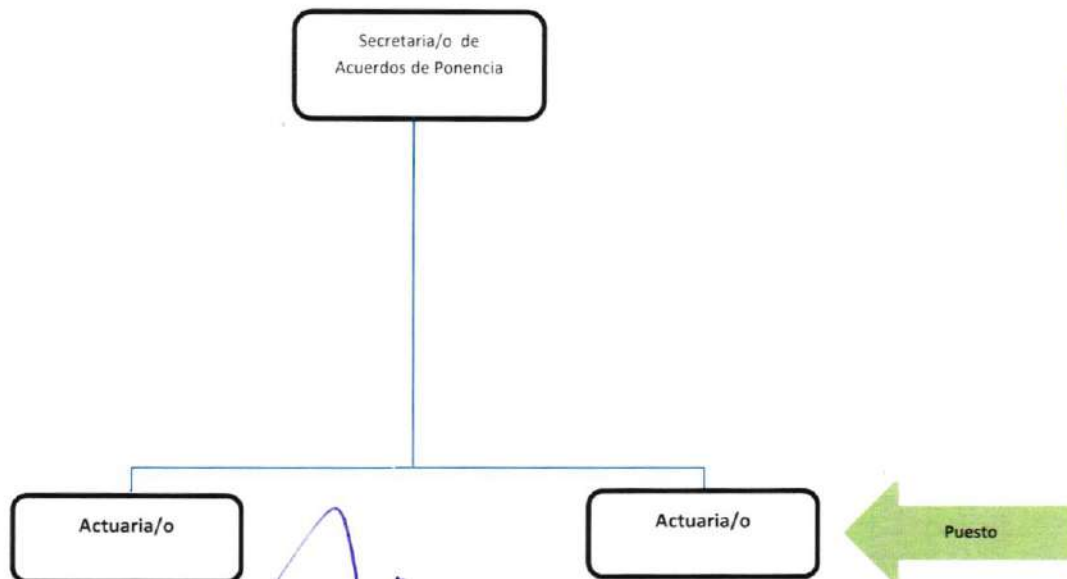 Secretaria/o de
Acuerdos de Ponencia
Actuaria/o
Actuaria/o
Puesto